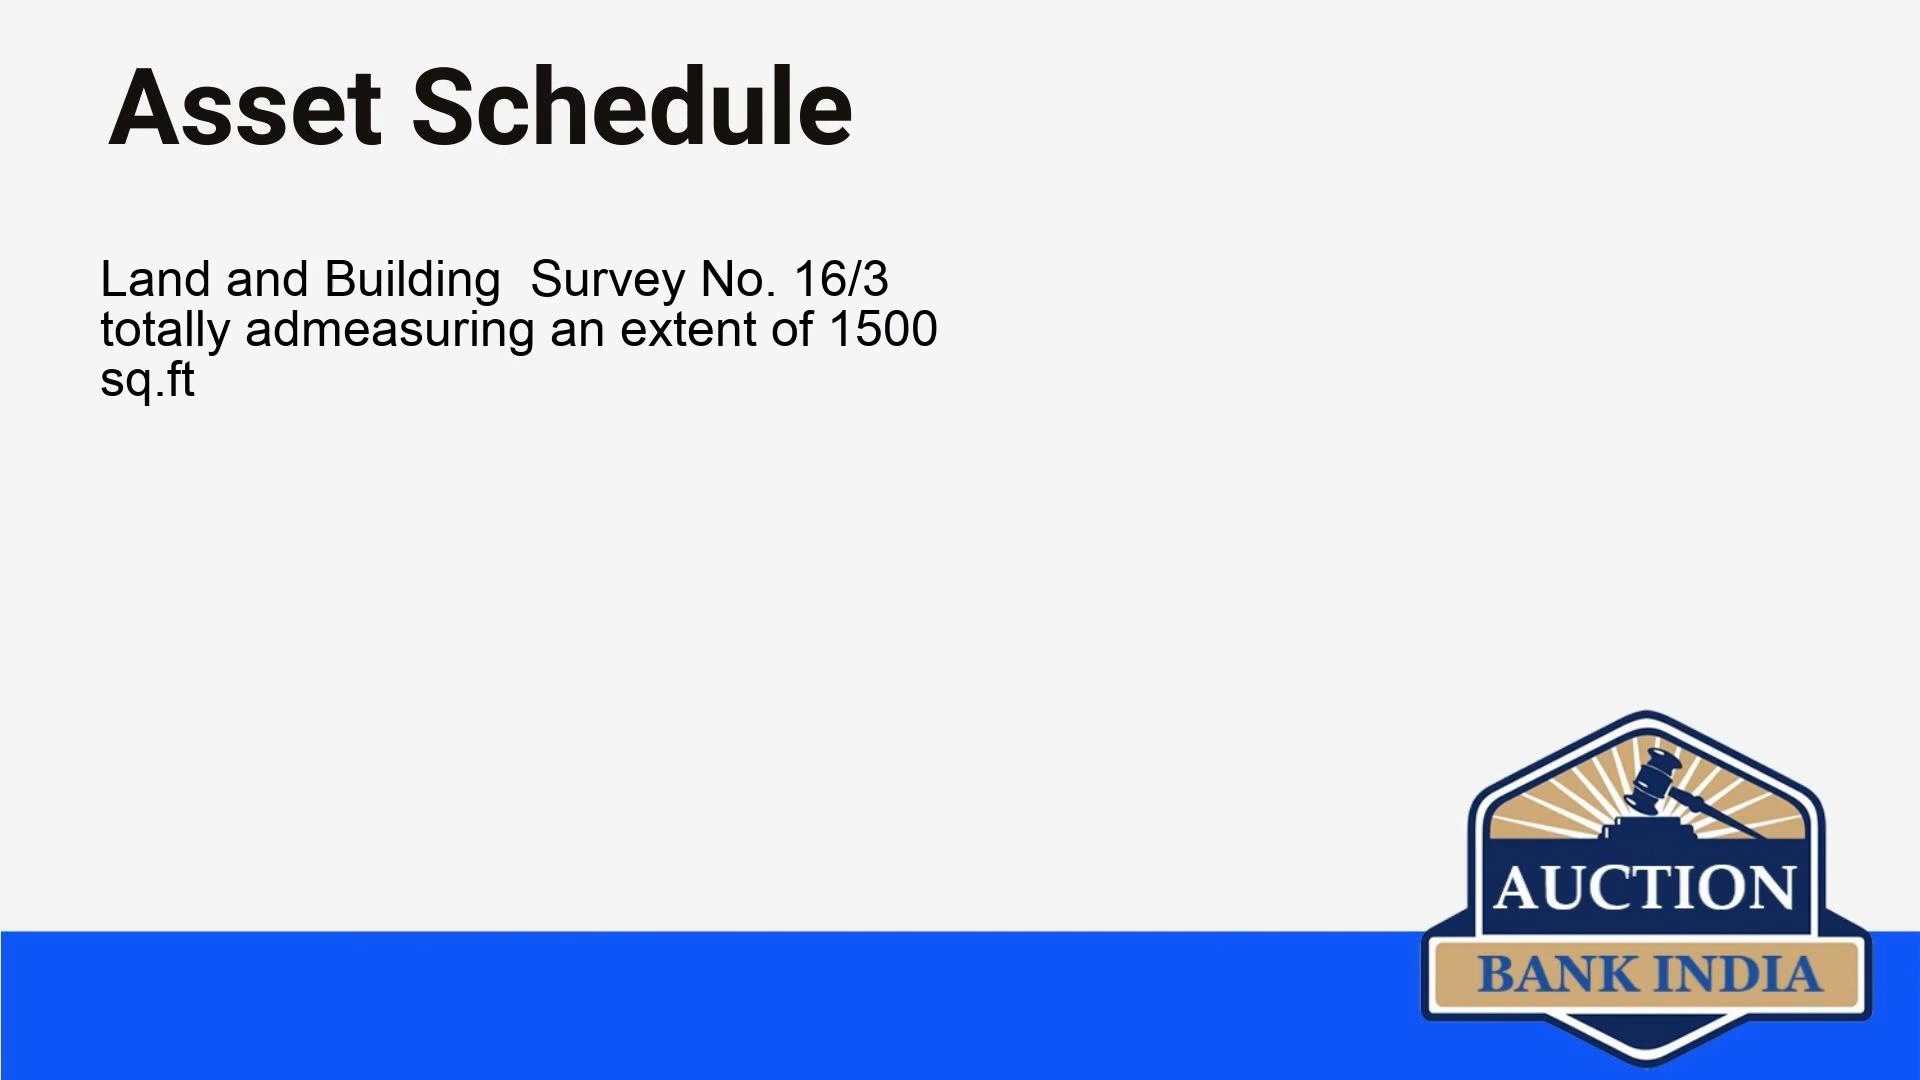 Asset Schedule
Land and Building  Survey No. 16/3
totally admeasuring an extent of 1500
sq.ft
AUCTION
BANK INDIA